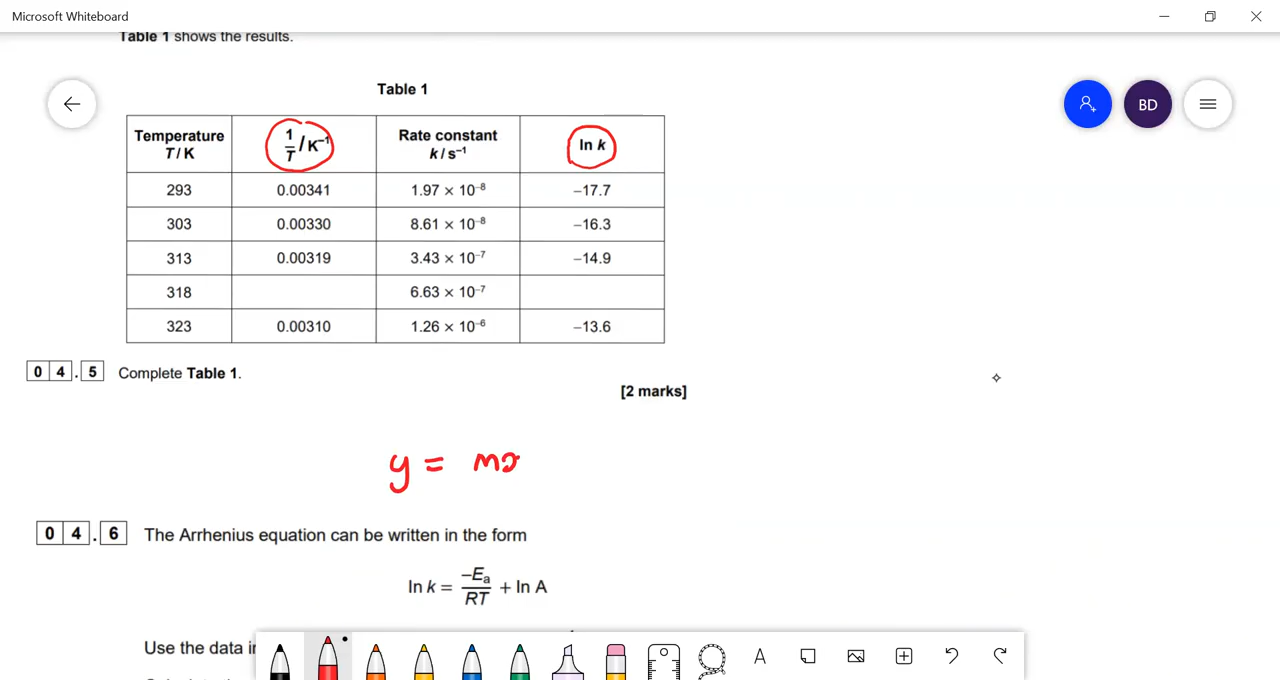 Microsoft Whiteboard
Table 1 shows the results.
BD
Table 1
Temperature T / K | 1/T / K⁻¹ | Rate constant k / s⁻¹ | ln k
293 | 0.00341 | 1.97 × 10⁻⁸ | −17.7
303 | 0.00330 | 8.61 × 10⁻⁸ | −16.3
313 | 0.00319 | 3.43 × 10⁻⁷ | −14.9
318 | | 6.63 × 10⁻⁷ |
323 | 0.00310 | 1.26 × 10⁻⁶ | −13.6
0 4 . 5 Complete Table 1.
[2 marks]
y = mx
0 4 . 6 The Arrhenius equation can be written in the form
ln k = −Eₐ/RT + ln A
Use the data
A